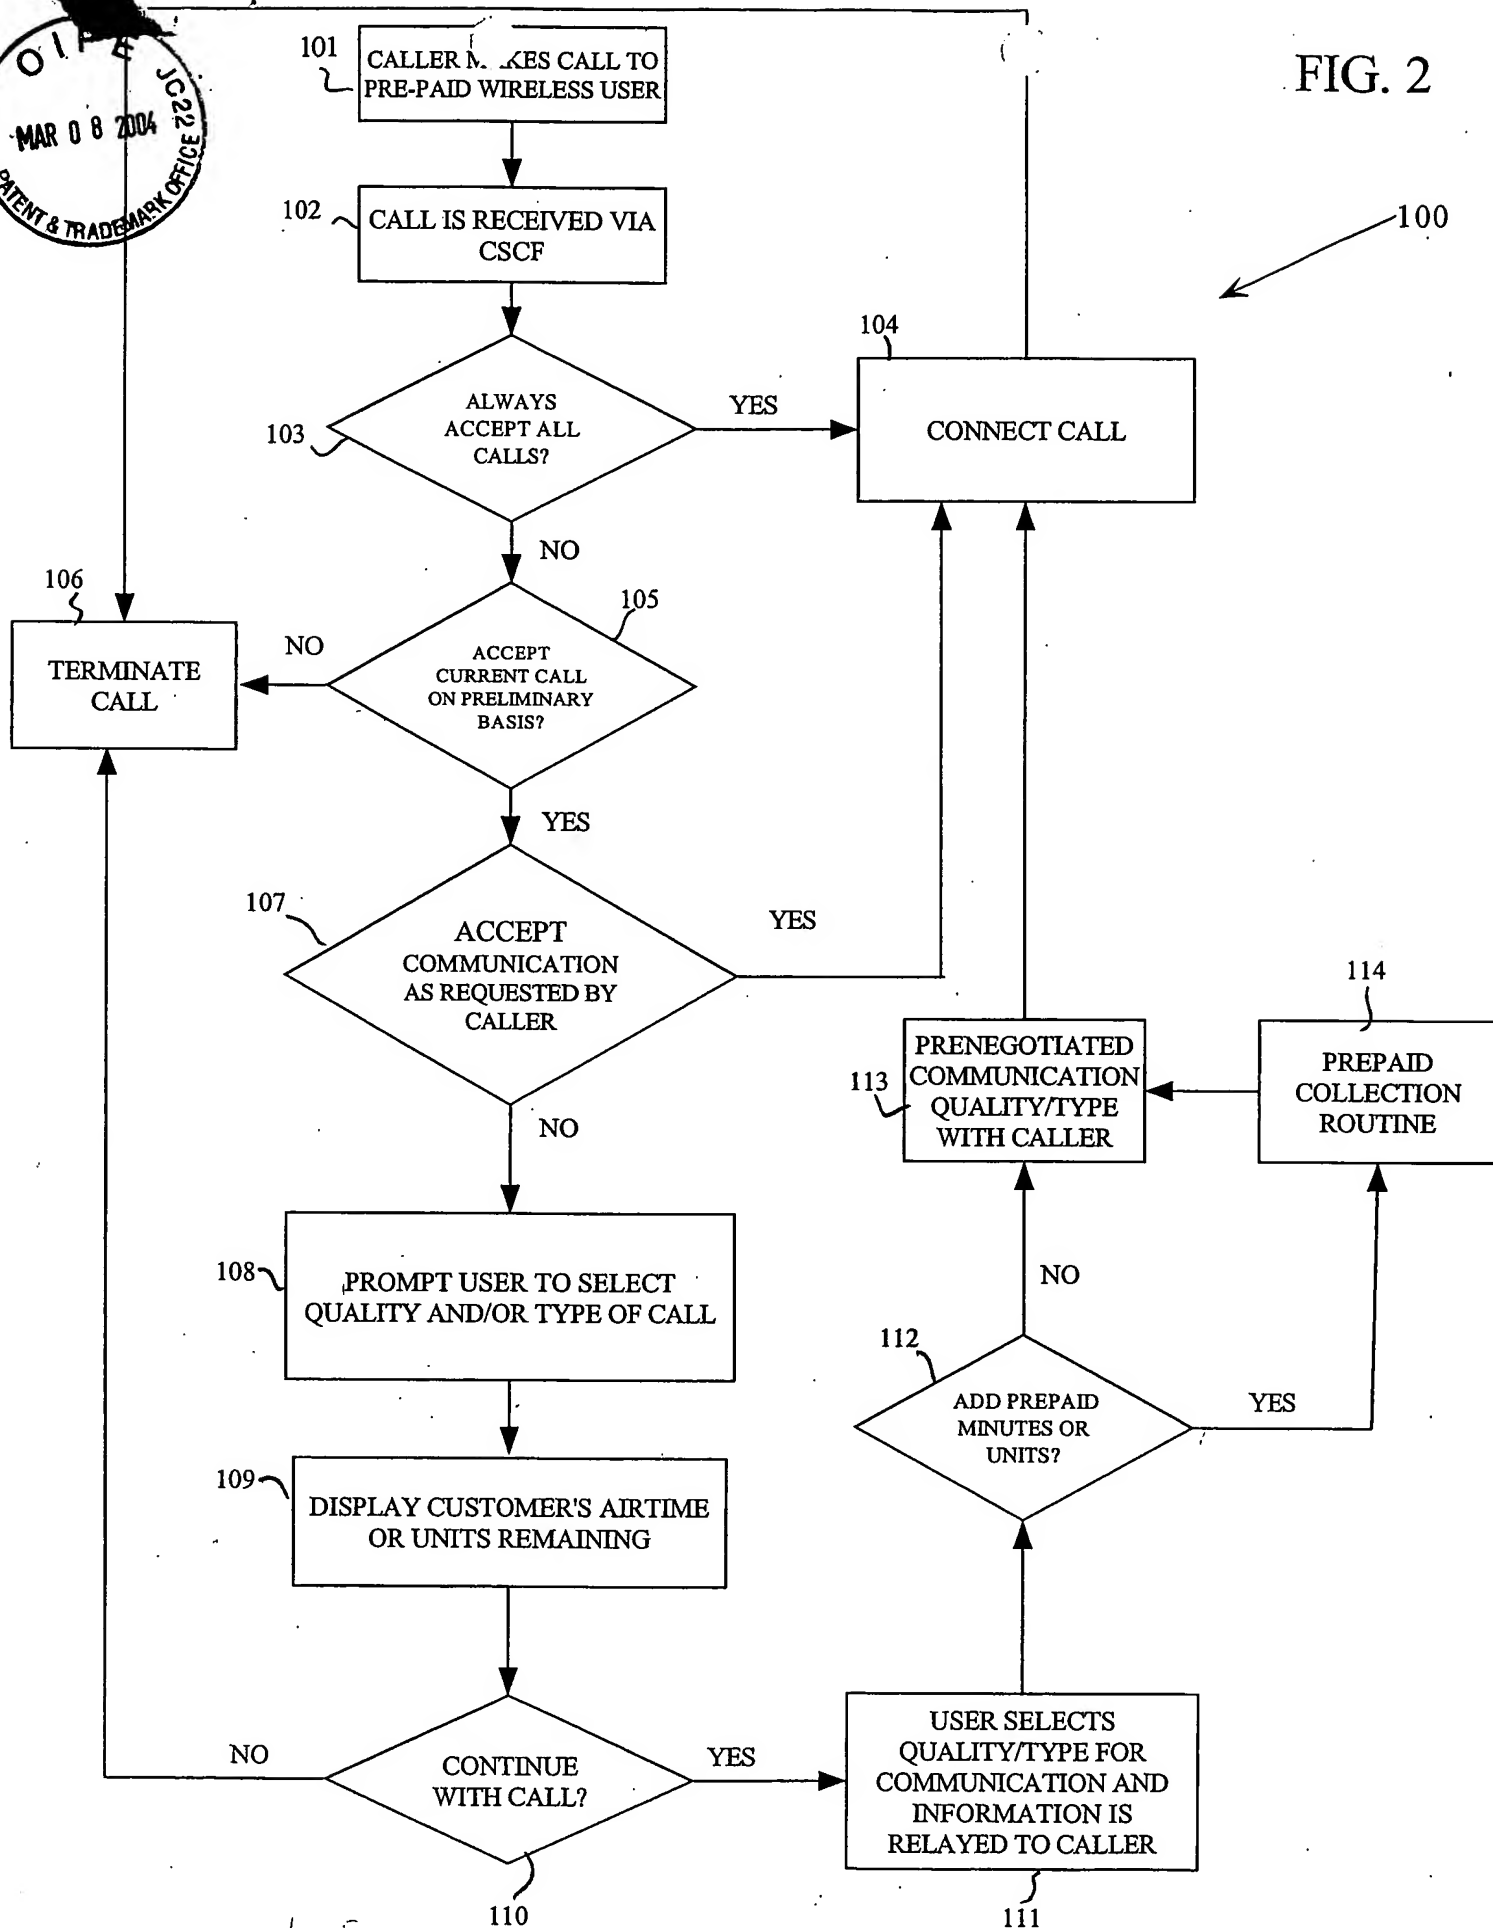 FIG. 2
OIPE JC22
MAR 0 8 2004
PATENT & TRADEMARK OFFICE
101
CALLER MAKES CALL TO
PRE-PAID WIRELESS USER
102
CALL IS RECEIVED VIA
CSCF
100
103
ALWAYS
ACCEPT ALL
CALLS?
YES
104
CONNECT CALL
NO
105
ACCEPT
CURRENT CALL
ON PRELIMINARY
BASIS?
NO
106
TERMINATE
CALL
YES
107
ACCEPT
COMMUNICATION
AS REQUESTED BY
CALLER
YES
NO
108
PROMPT USER TO SELECT
QUALITY AND/OR TYPE OF CALL
109
DISPLAY CUSTOMER'S AIRTIME
OR UNITS REMAINING
CONTINUE
WITH CALL?
110
NO
YES
USER SELECTS
QUALITY/TYPE FOR
COMMUNICATION AND
INFORMATION IS
RELAYED TO CALLER
111
112
ADD PREPAID
MINUTES OR
UNITS?
NO
YES
113
PRENEGOTIATED
COMMUNICATION
QUALITY/TYPE
WITH CALLER
114
PREPAID
COLLECTION
ROUTINE